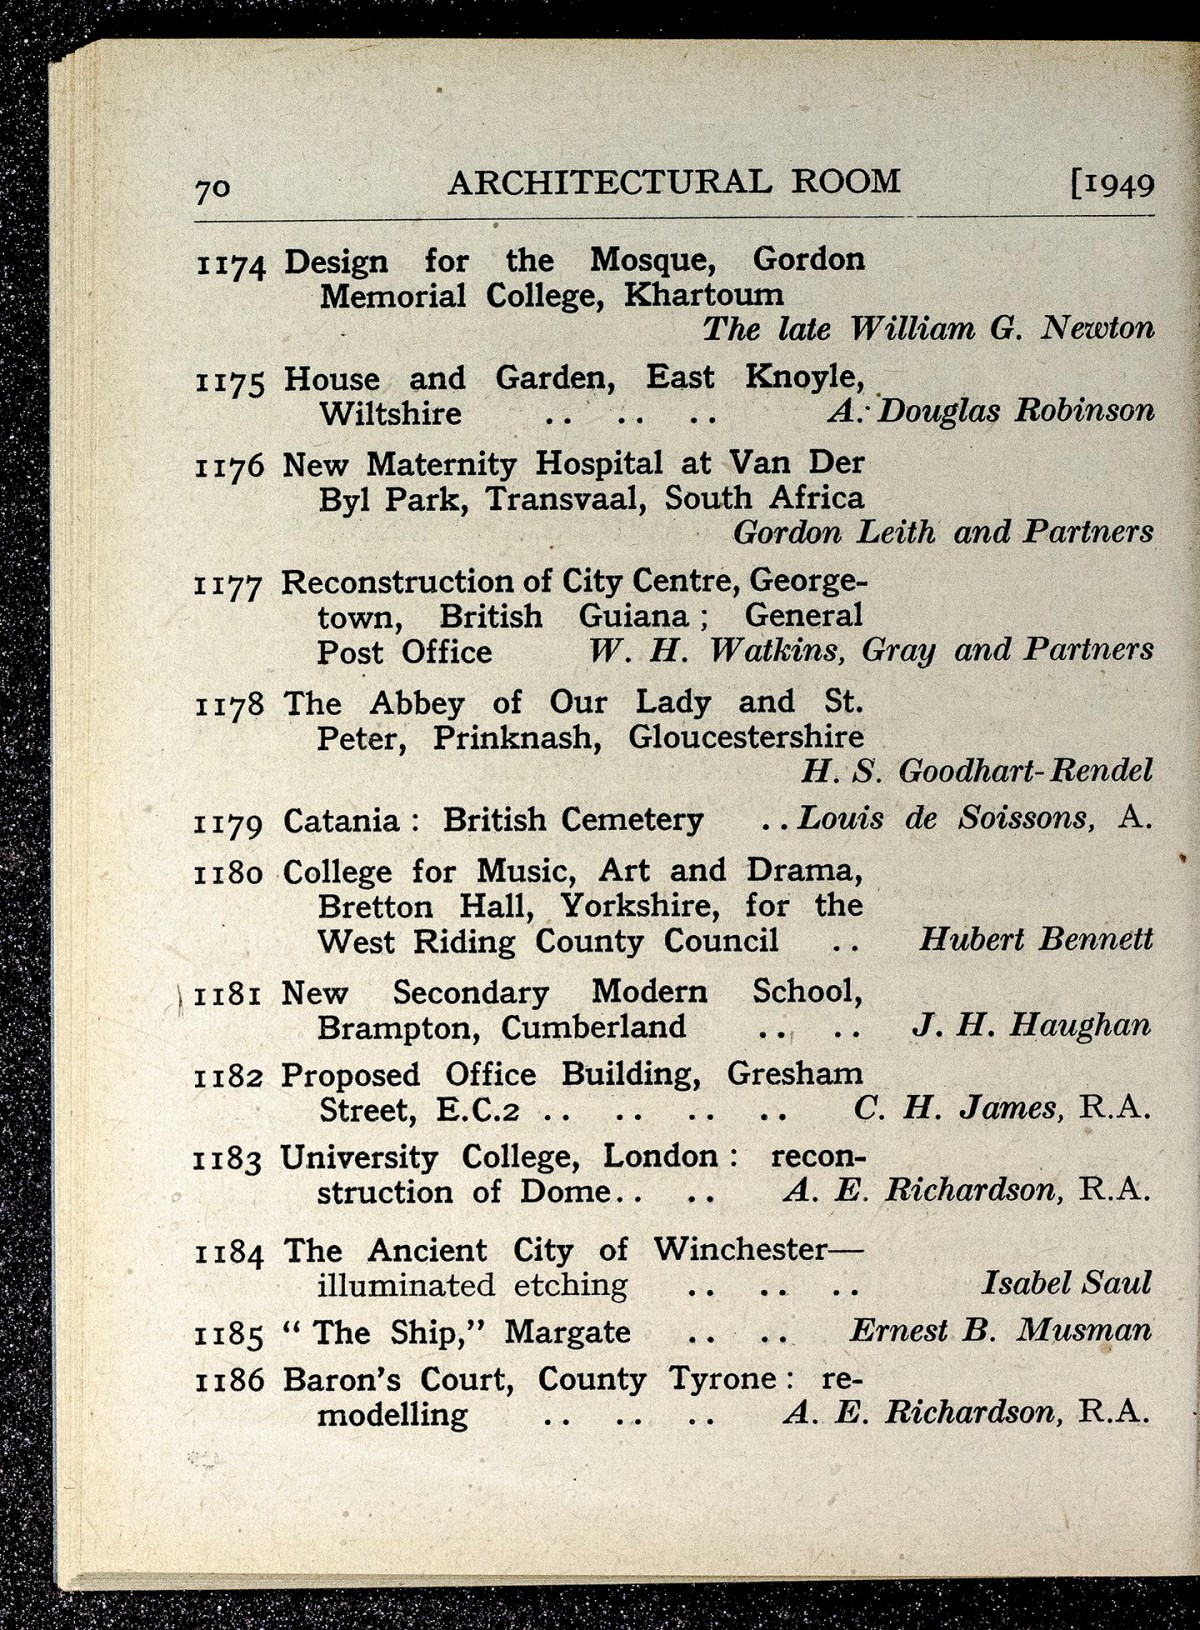 70 ARCHITECTURAL ROOM [1949
1174 Design for the Mosque, Gordon
Memorial College, Khartoum
The late William G. Newton
1175 House and Garden, East Knoyle,
Wiltshire .. .. .. A. Douglas Robinson
1176 New Maternity Hospital at Van Der
Byl Park, Transvaal, South Africa
Gordon Leith and Partners
1177 Reconstruction of City Centre, George-
town, British Guiana ; General
Post Office W. H. Watkins, Gray and Partners
1178 The Abbey of Our Lady and St.
Peter, Prinknash, Gloucestershire
H. S. Goodhart-Rendel
1179 Catania : British Cemetery .. Louis de Soissons, A.
1180 College for Music, Art and Drama,
Bretton Hall, Yorkshire, for the
West Riding County Council .. Hubert Bennett
1181 New Secondary Modern School,
Brampton, Cumberland .. .. J. H. Haughan
1182 Proposed Office Building, Gresham
Street, E.C.2 .. .. .. .. C. H. James, R.A.
1183 University College, London : recon-
struction of Dome .. .. A. E. Richardson, R.A.
1184 The Ancient City of Winchester—
illuminated etching .. .. .. Isabel Saul
1185 “ The Ship,” Margate .. .. Ernest B. Musman
1186 Baron's Court, County Tyrone : re-
modelling .. .. .. A. E. Richardson, R.A.